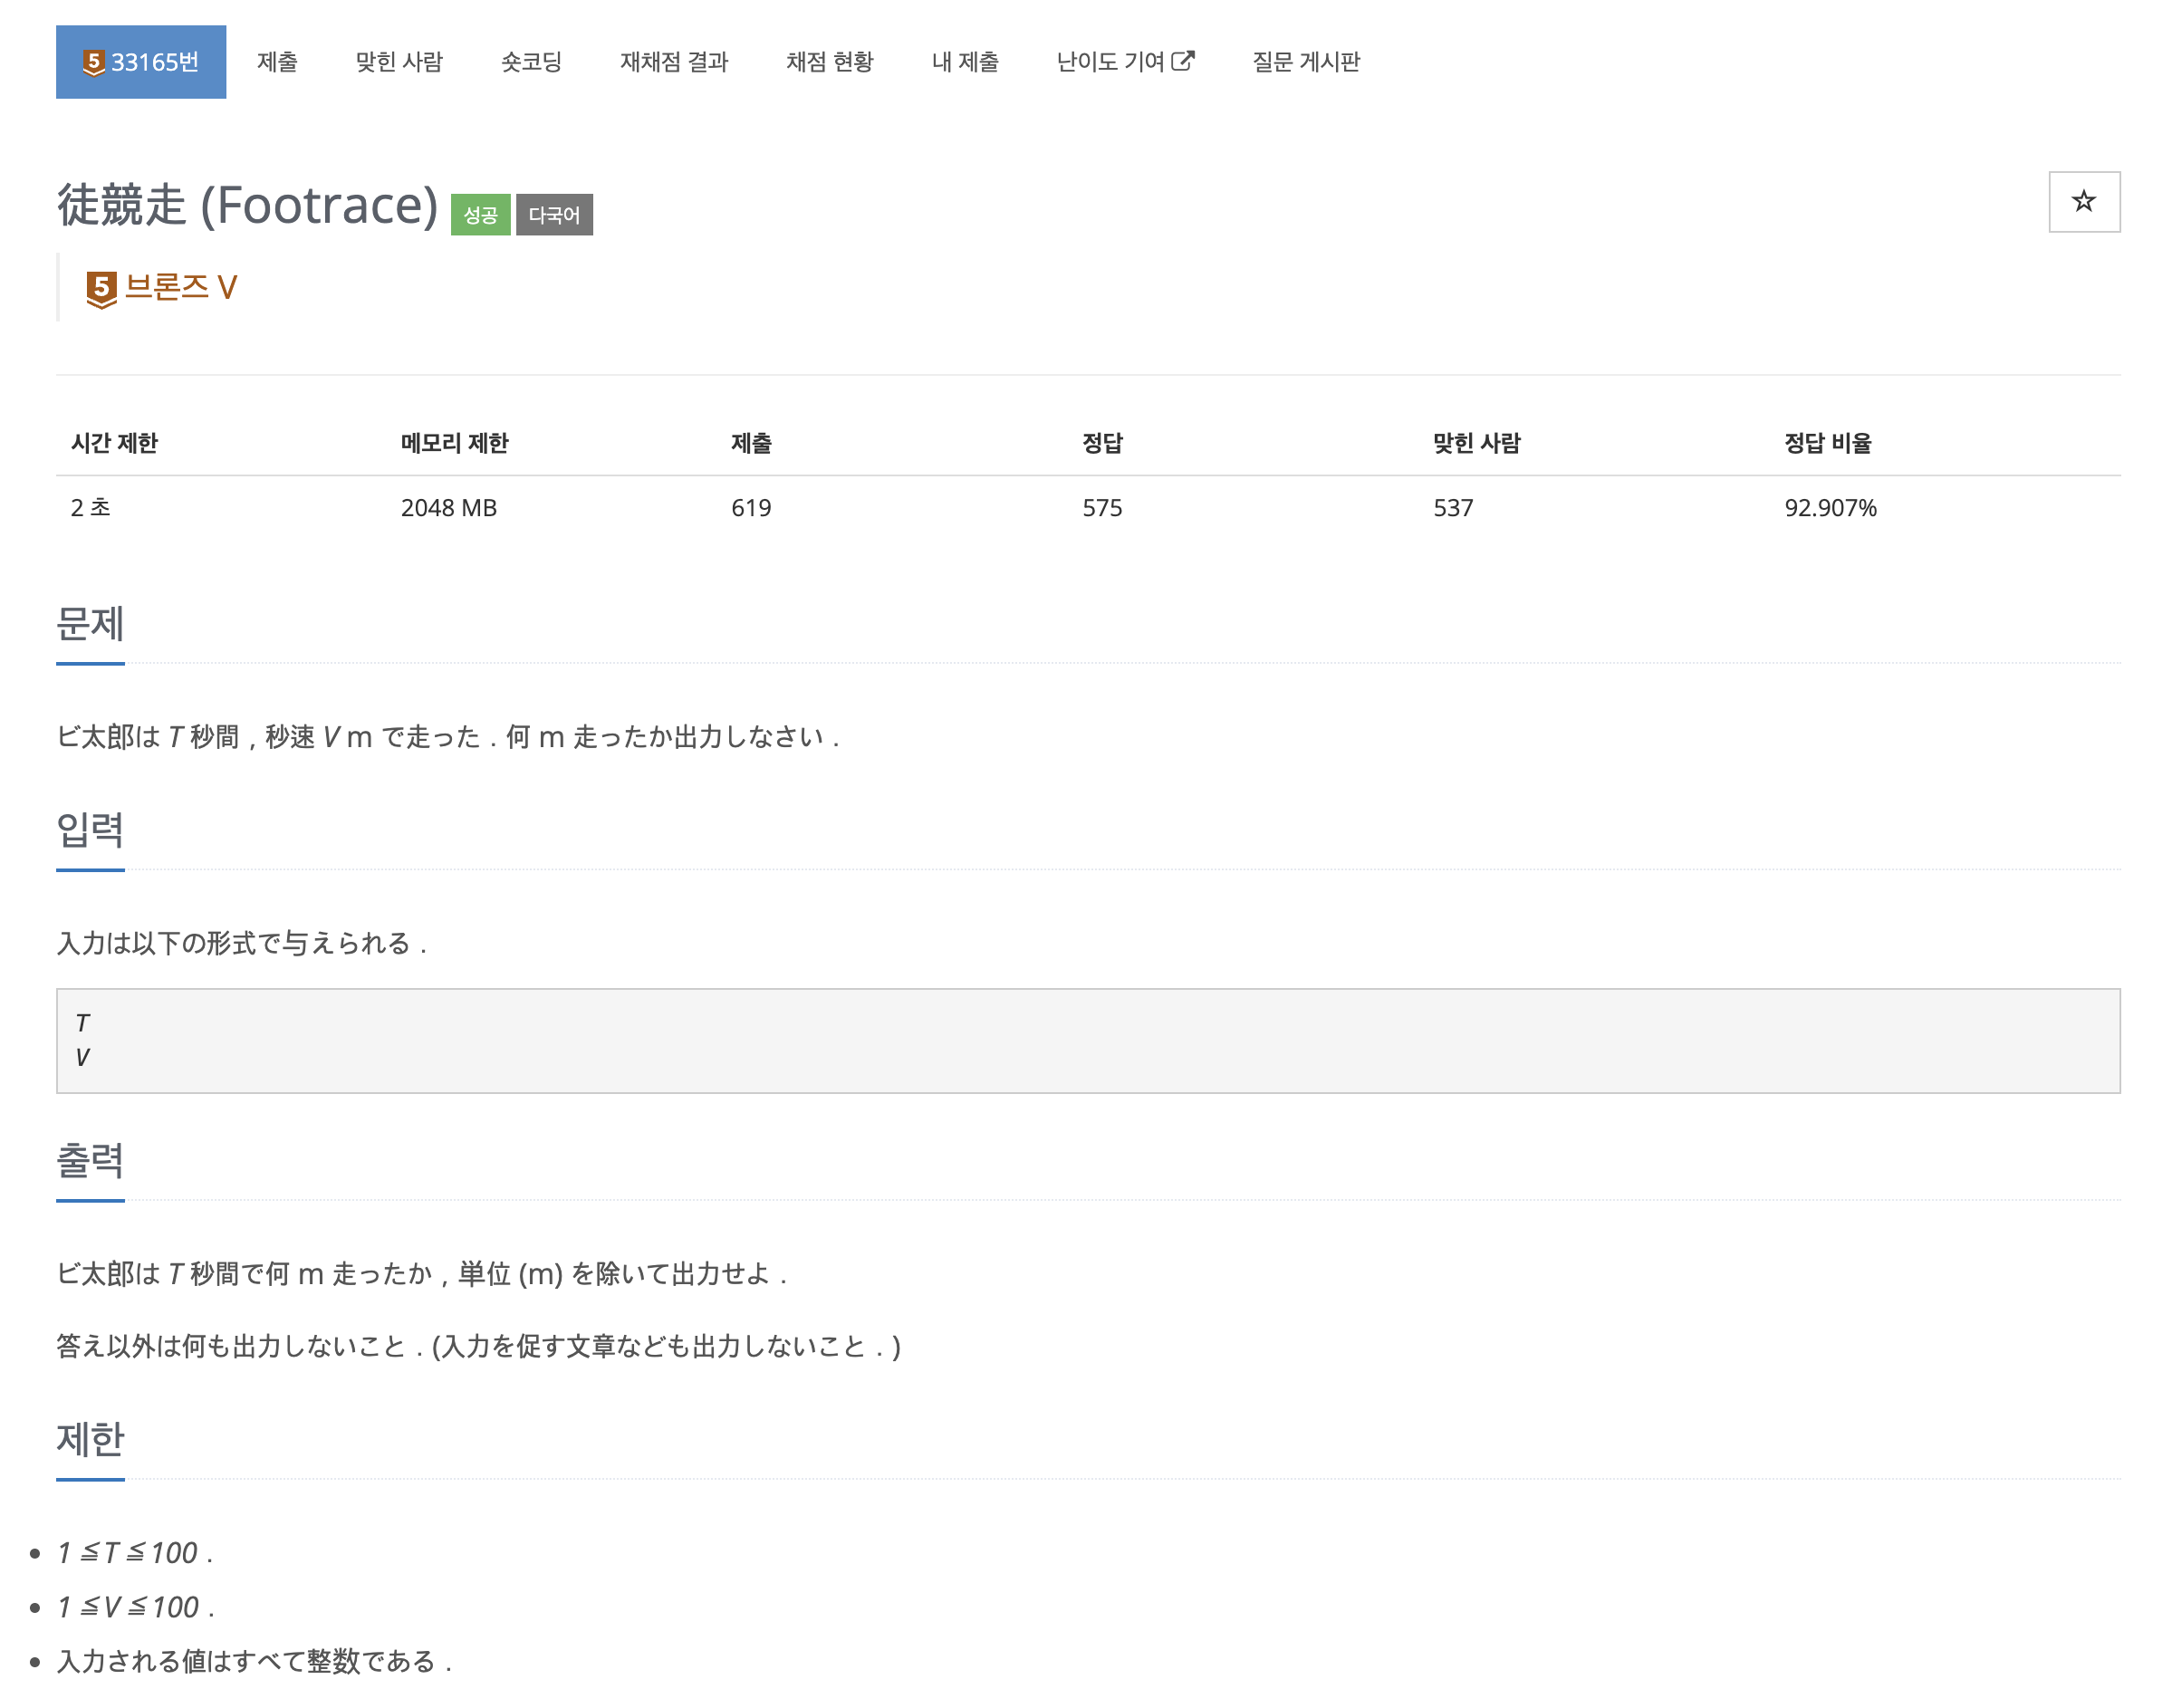 5 33165번 제출 맞힌 사람 숏코딩 재채점 결과 채점 현황 내 제출 난이도 기여 질문 게시판
徒競走 (Footrace) 성공 다국어
5 브론즈 V
시간 제한 메모리 제한 제출 정답 맞힌 사람 정답 비율
2 초 2048 MB 619 575 537 92.907%
문제
ビ太郎は T 秒間，秒速 V m で走った．何 m 走ったか出力しなさい．
입력
入力は以下の形式で与えられる．
T
V
출력
ビ太郎は T 秒間で何 m 走ったか，単位 (m) を除いて出力せよ．
答え以外は何も出力しないこと．(入力を促す文章なども出力しないこと．)
제한
1 ≦ T ≦ 100．
1 ≦ V ≦ 100．
入力される値はすべて整数である．